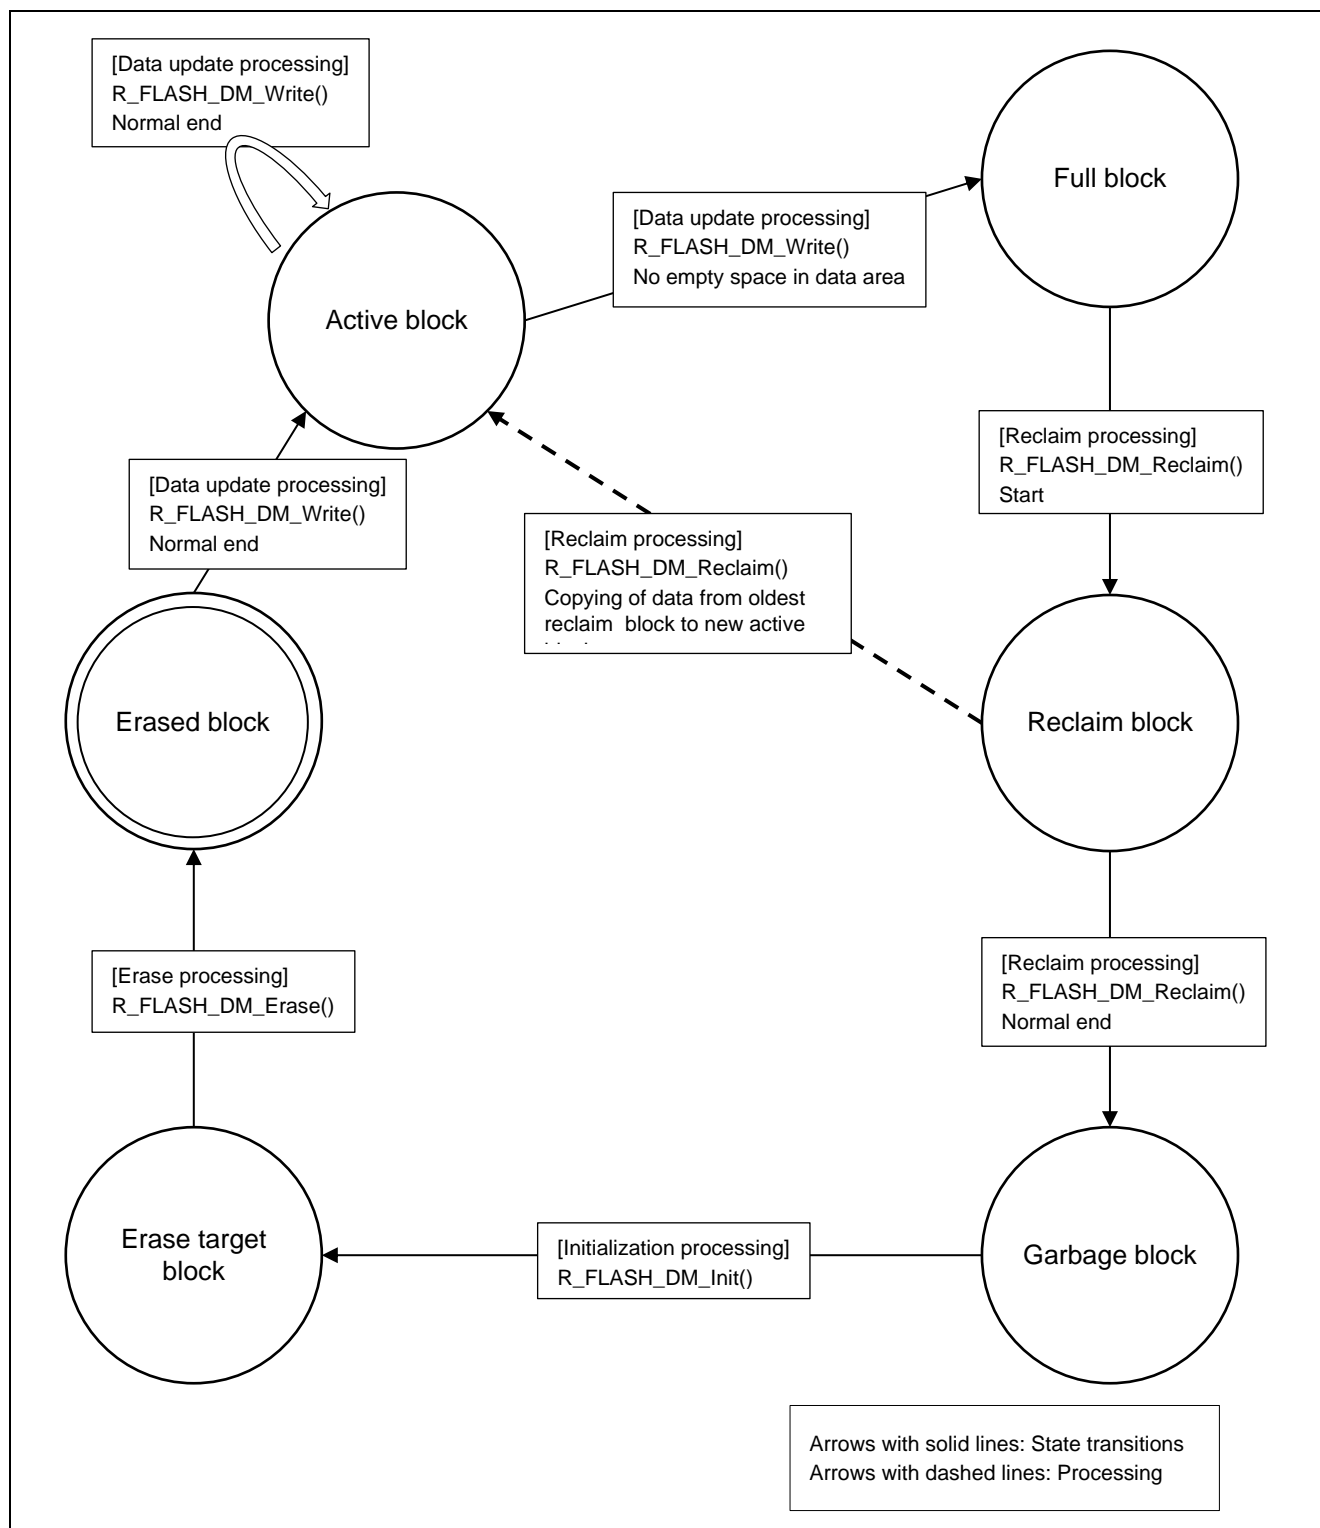 [Data update processing]
R_FLASH_DM_Write()
Normal end
Full block
[Data update processing]
R_FLASH_DM_Write()
No empty space in data area
Active block
[Reclaim processing]
R_FLASH_DM_Reclaim()
Start
[Data update processing]
R_FLASH_DM_Write()
Normal end
[Reclaim processing]
R_FLASH_DM_Reclaim()
Copying of data from oldest
reclaim block to new active
Erased block
Reclaim block
[Erase processing]
R_FLASH_DM_Erase()
[Reclaim processing]
R_FLASH_DM_Reclaim()
Normal end
Erase target
block
[Initialization processing]
R_FLASH_DM_Init()
Garbage block
Arrows with solid lines: State transitions
Arrows with dashed lines: Processing